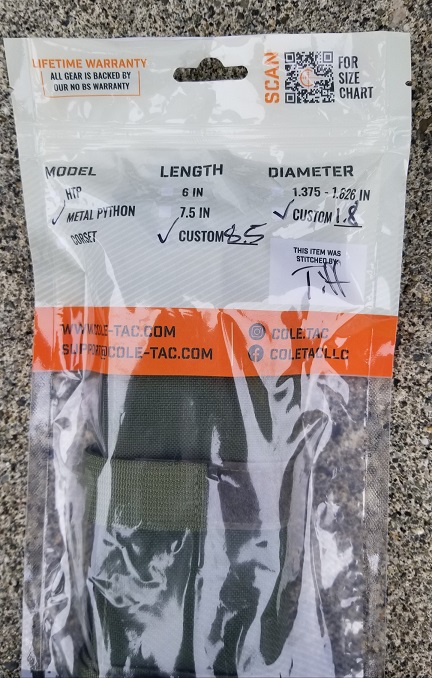 LIFETIME WARRANTY
ALL GEAR IS BACKED BY
OUR NO BS WARRANTY
SCAN
FOR
SIZE
CHART
MODEL LENGTH DIAMETER
HTP 6 IN 1.375 - 1.626 IN
✓ METAL PYTHON 7.5 IN ✓ CUSTOM 1.8
CORSET ✓ CUSTOM 8.5
THIS ITEM WAS
STITCHED BY
Tiff
WWW.COLE-TAC.COM COLE.TAC
SUPPORT@COLE-TAC.COM COLETACLLC